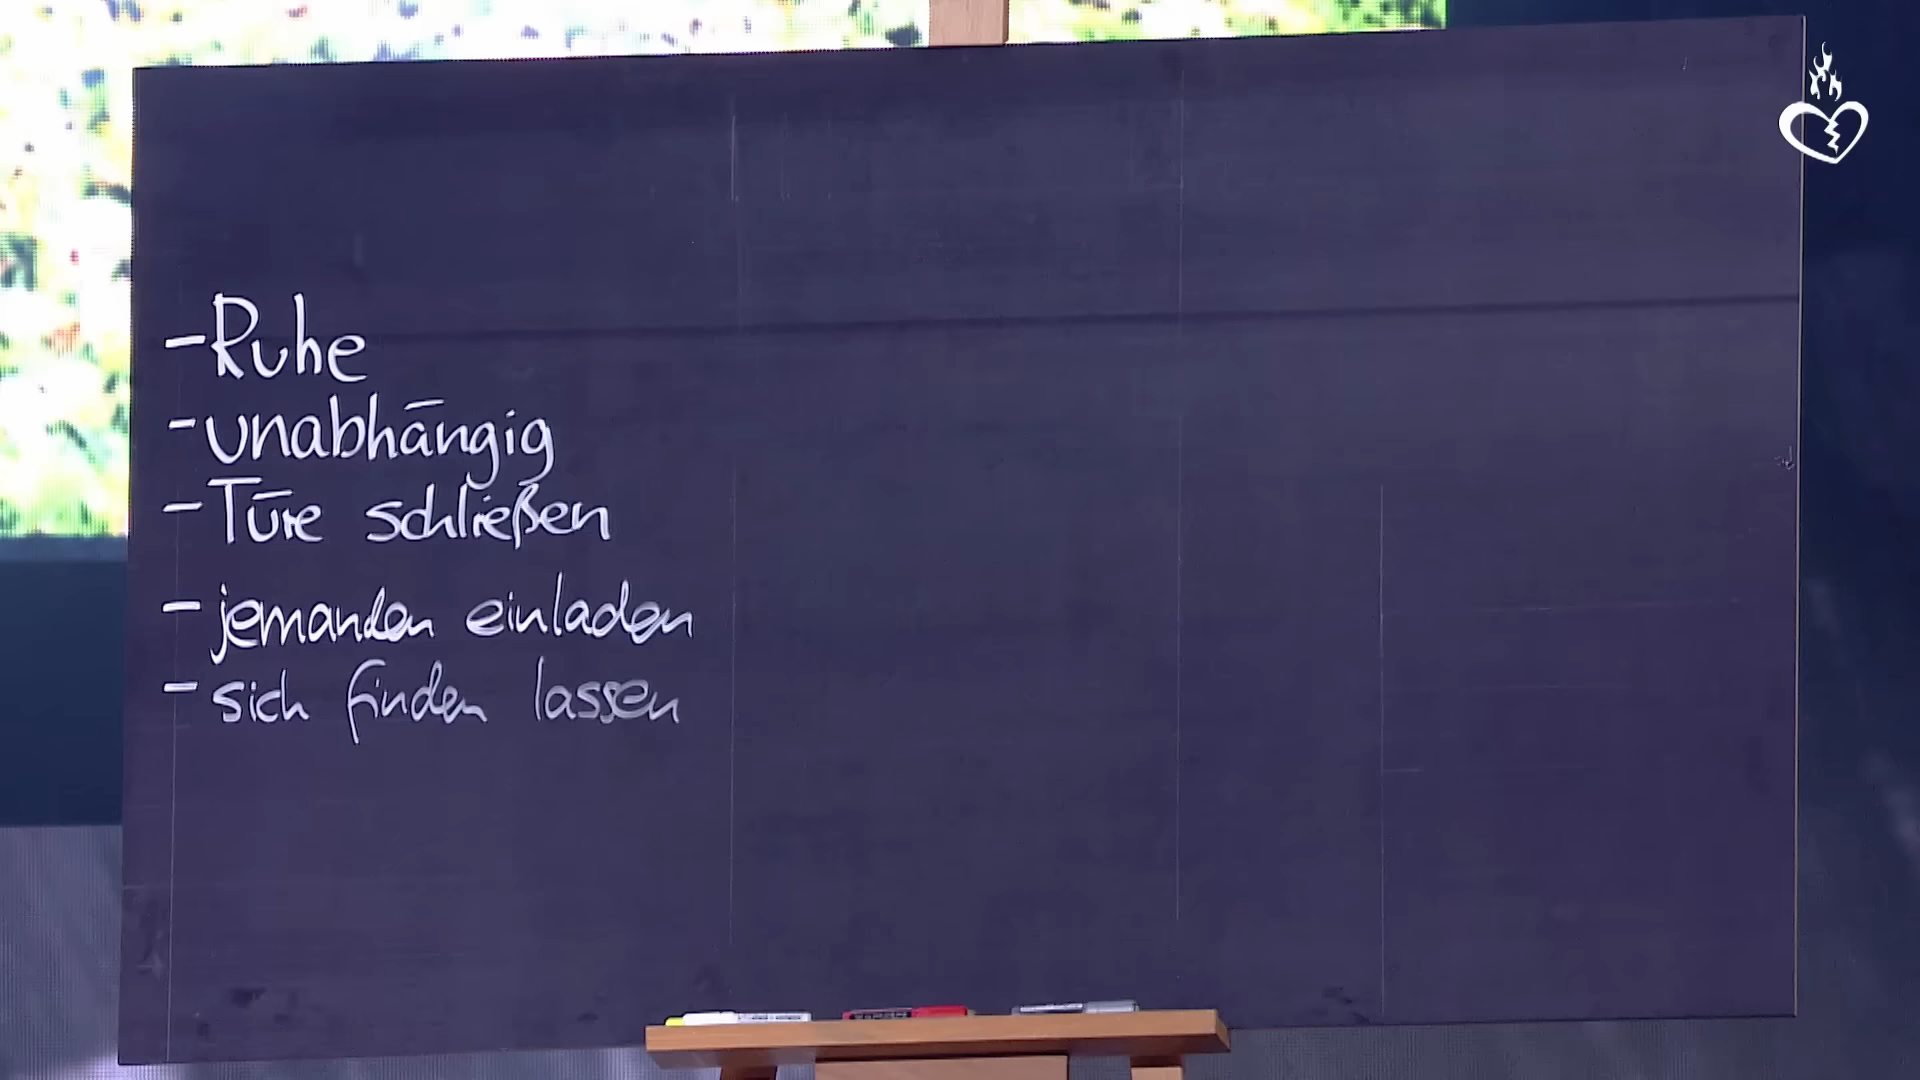 - Ruhe
- unabhängig
- Türe schließen
- jemanden einladen
- sich finden lassen